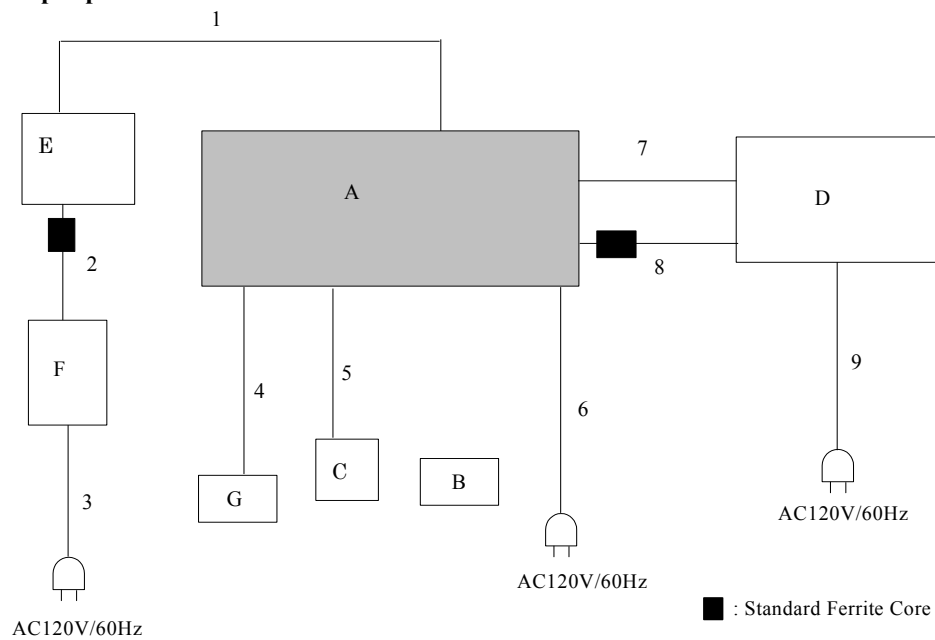 1
E
A
7
D
2
8
F
4
5
6
9
G
C
B
3
AC120V/60Hz
AC120V/60Hz
AC120V/60Hz
: Standard Ferrite Core